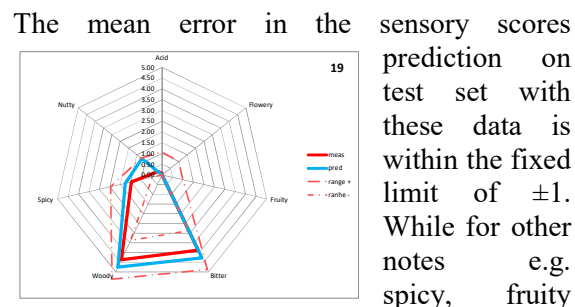 The mean error in the sensory scores
prediction on
test set with
these data is
within the fixed
limit of ±1.
While for other
notes e.g.
spicy, fruity
19
Acid
Flowery
Fruity
Bitter
Woody
Spicy
Nutty
5.00
4.50
4.00
3.50
3.00
2.50
2.00
1.50
1.00
0.50
0.00
meas
pred
range +
ranhe -